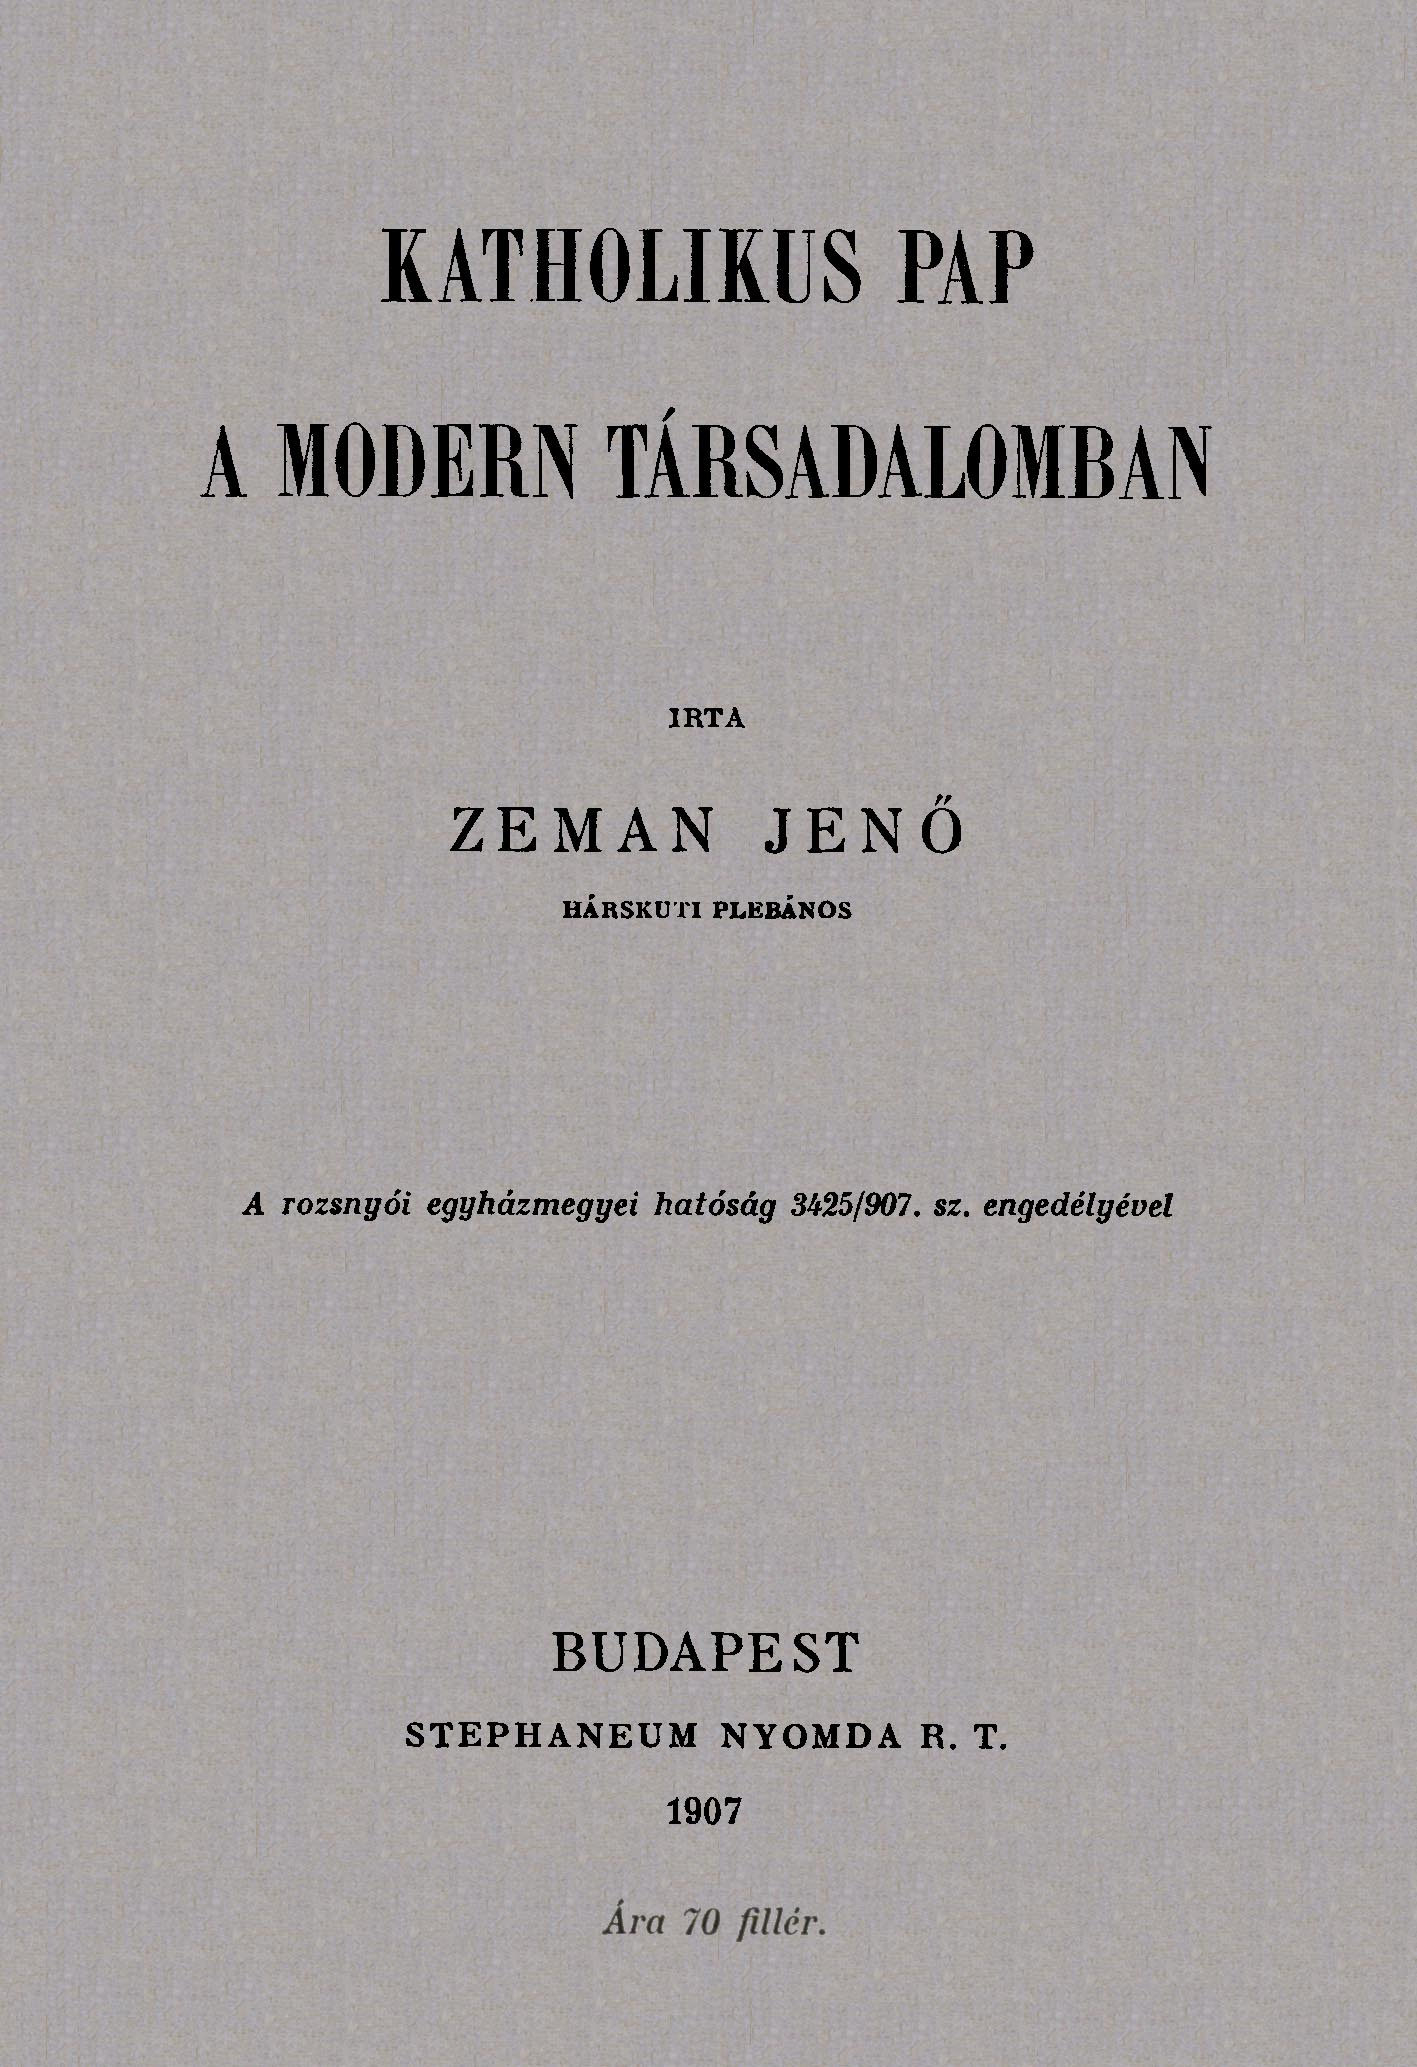 KATHOLIKUS PAP
A MODERN TÁRSADALOMBAN
IRTA
ZEMAN JENŐ
HÁRSKUTI PLEBÁNOS
A rozsnyói egyházmegyei hatóság 3425/907. sz. engedélyével
BUDAPEST
STEPHANEUM NYOMDA R. T.
1907
Ára 70 fillér.